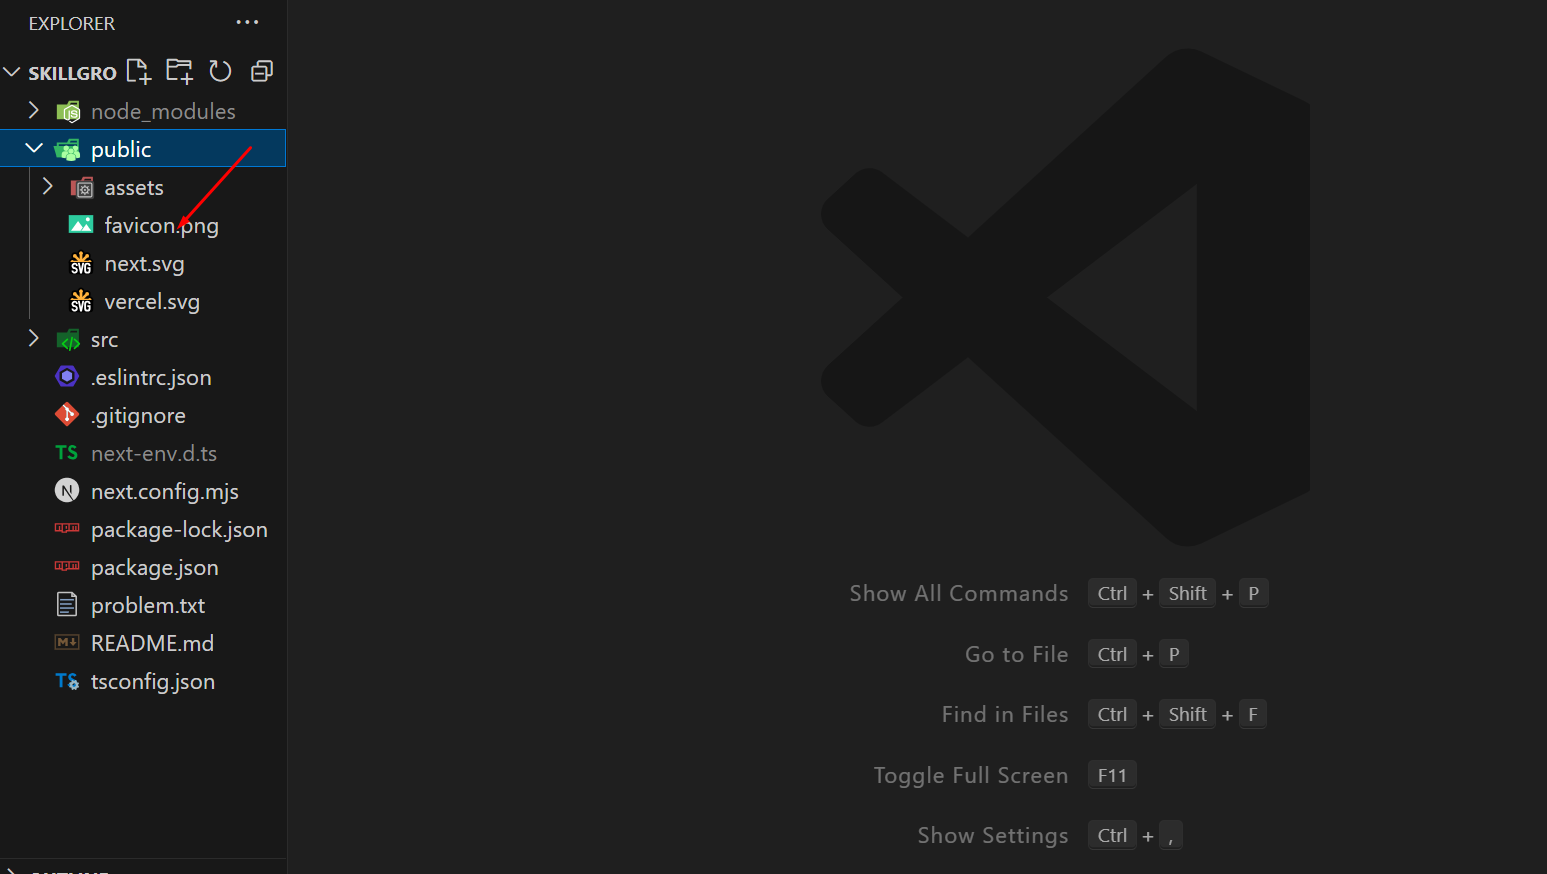 EXPLORER
SKILLGRO
node_modules
public
assets
favicon.png
next.svg
vercel.svg
src
.eslintrc.json
.gitignore
TS next-env.d.ts
next.config.mjs
package-lock.json
package.json
problem.txt
README.md
TS tsconfig.json
Show All Commands Ctrl + Shift + P
Go to File Ctrl + P
Find in Files Ctrl + Shift + F
Toggle Full Screen F11
Show Settings Ctrl + ,